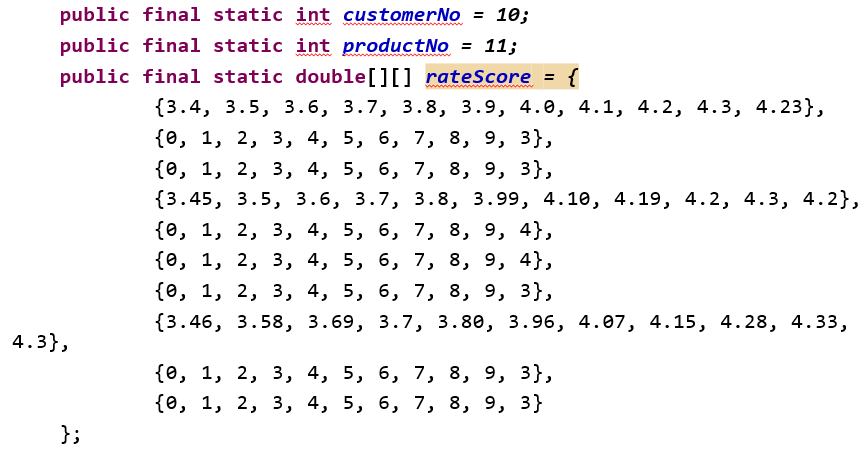 public final static int customerNo = 10;
public final static int productNo = 11;
public final static double[][] rateScore = {
{3.4, 3.5, 3.6, 3.7, 3.8, 3.9, 4.0, 4.1, 4.2, 4.3, 4.23},
{0, 1, 2, 3, 4, 5, 6, 7, 8, 9, 3},
{0, 1, 2, 3, 4, 5, 6, 7, 8, 9, 3},
{3.45, 3.5, 3.6, 3.7, 3.8, 3.99, 4.10, 4.19, 4.2, 4.3, 4.2},
{0, 1, 2, 3, 4, 5, 6, 7, 8, 9, 4},
{0, 1, 2, 3, 4, 5, 6, 7, 8, 9, 4},
{0, 1, 2, 3, 4, 5, 6, 7, 8, 9, 3},
{3.46, 3.58, 3.69, 3.7, 3.80, 3.96, 4.07, 4.15, 4.28, 4.33,
4.3},
{0, 1, 2, 3, 4, 5, 6, 7, 8, 9, 3},
{0, 1, 2, 3, 4, 5, 6, 7, 8, 9, 3}
};